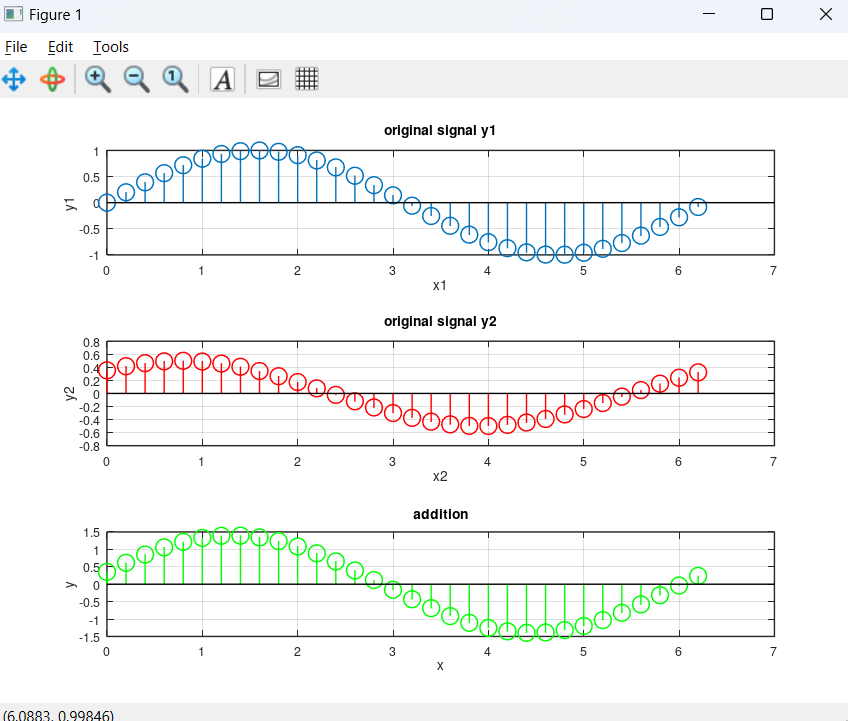 Figure 1
File Edit Tools
1 A
original signal y1
1
0.5
0
-0.5
-1
y1
0 1 2 3 4 5 6 7
x1
original signal y2
0.8
0.6
0.4
0.2
0
-0.2
-0.4
-0.6
-0.8
y2
0 1 2 3 4 5 6 7
x2
addition
1.5
1
0.5
0
-0.5
-1
-1.5
y
0 1 2 3 4 5 6 7
x
(6.0883, 0.99846)